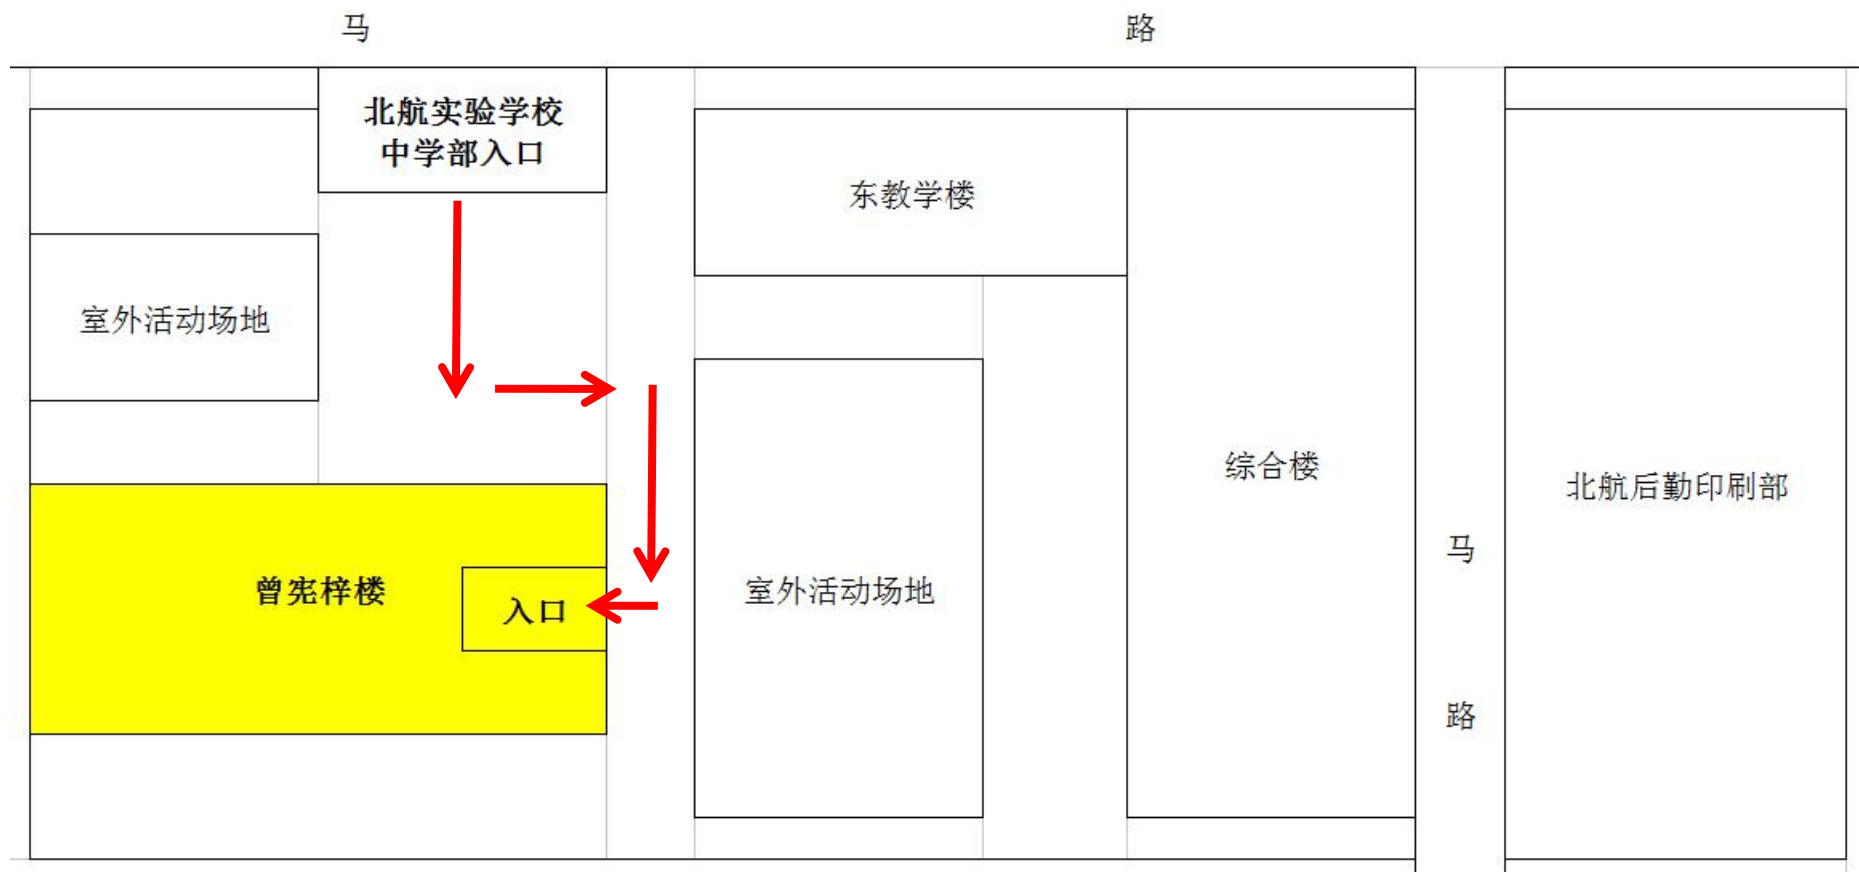 马 路
北航实验学校
中学部入口
东教学楼
室外活动场地
综合楼
北航后勤印刷部
曾宪梓楼
入口
室外活动场地
马
路